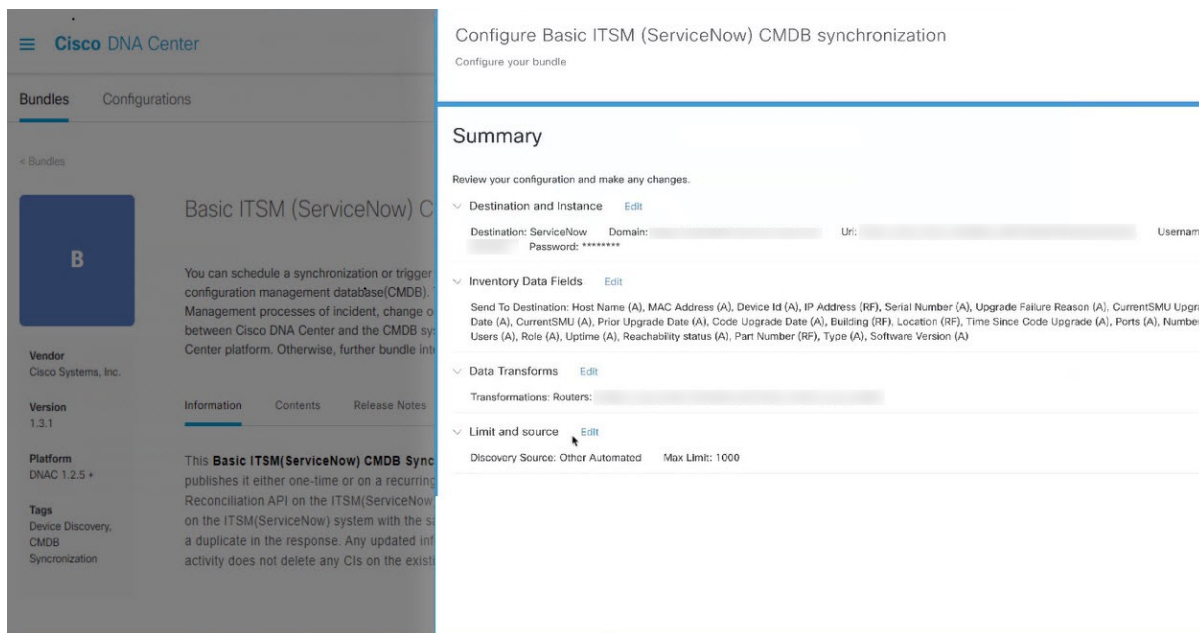 Cisco DNA Center
Bundles Configurations
< Bundles
B
Vendor
Cisco Systems, Inc.
Version
1.3.1
Platform
DNAC 1.2.5 +
Tags
Device Discovery,
CMDB
Syncronization
Basic ITSM (ServiceNow) C
You can schedule a synchronization or trigger
configuration management database(CMDB).
Management processes of incident, change o
between Cisco DNA Center and the CMDB sy
Center platform. Otherwise, further bundle int
Information Contents Release Notes
This Basic ITSM(ServiceNow) CMDB Sync
publishes it either one-time or on a recurring
Reconciliation API on the ITSM(ServiceNow
on the ITSM(ServiceNow) system with the sa
a duplicate in the response. Any updated inf
activity does not delete any CIs on the existi
Configure Basic ITSM (ServiceNow) CMDB synchronization
Configure your bundle
Summary
Review your configuration and make any changes.
Destination and Instance Edit
Destination: ServiceNow Domain: Uri: Usernam
Password: ********
Inventory Data Fields Edit
Send To Destination: Host Name (A), MAC Address (A), Device Id (A), IP Address (RF), Serial Number (A), Upgrade Failure Reason (A), CurrentSMU Upgra
Date (A), CurrentSMU (A), Prior Upgrade Date (A), Code Upgrade Date (A), Building (RF), Location (RF), Time Since Code Upgrade (A), Ports (A), Number
Users (A), Role (A), Uptime (A), Reachability status (A), Part Number (RF), Type (A), Software Version (A)
Data Transforms Edit
Transformations: Routers:
Limit and source Edit
Discovery Source: Other Automated Max Limit: 1000